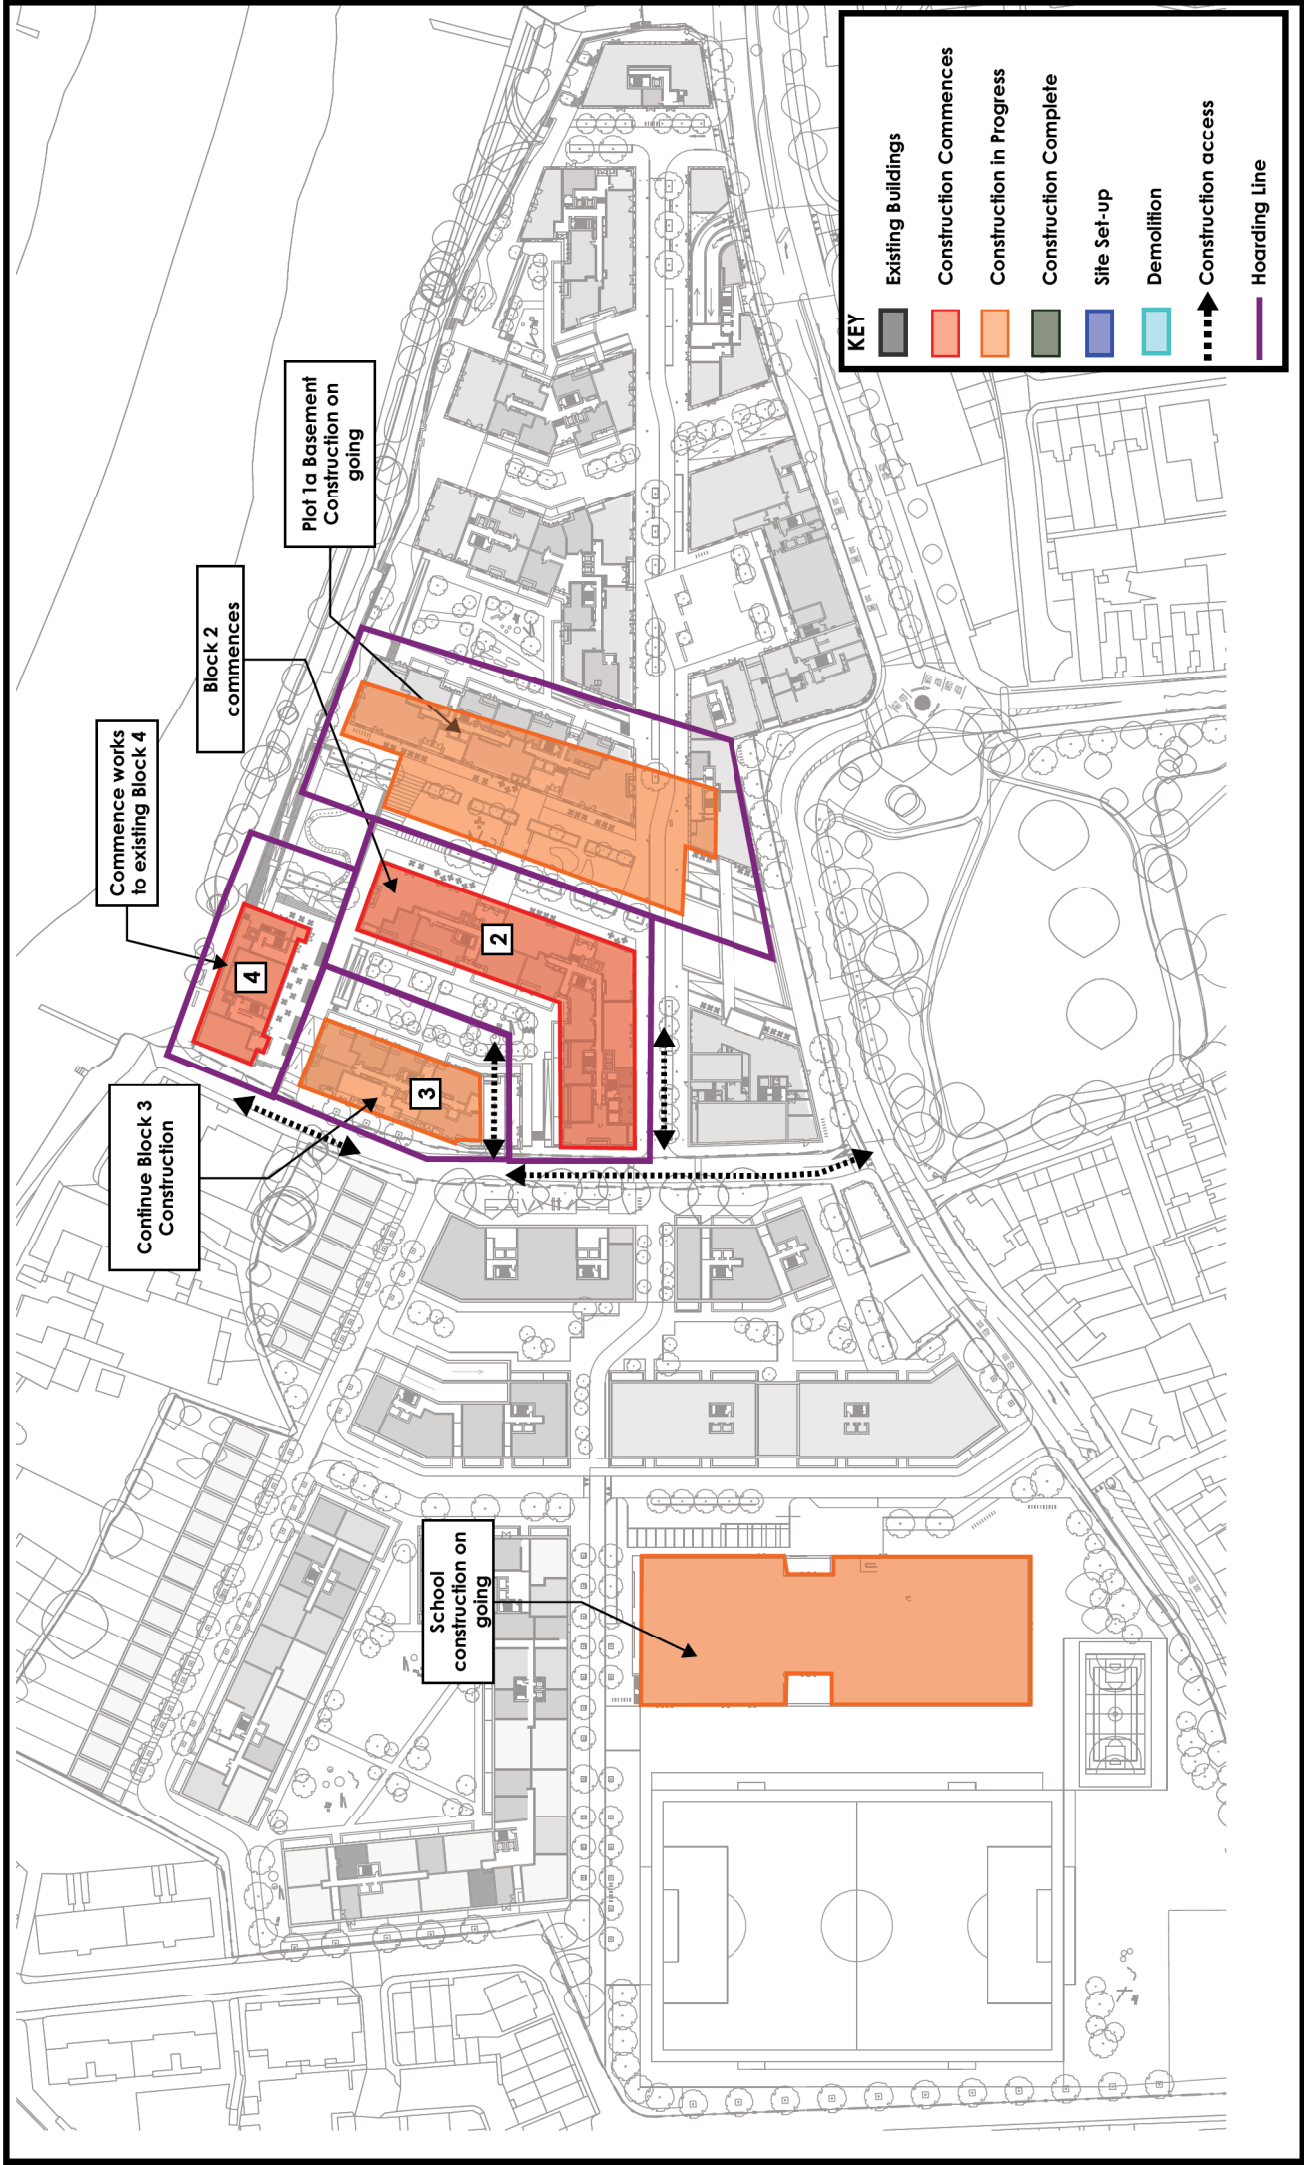 Continue Block 3
Construction
Commence works
to existing Block 4
Block 2
commences
Plot 1a Basement
Construction on
going
School
construction on
going
4
3
2
KEY
Existing Buildings
Construction Commences
Construction in Progress
Construction Complete
Site Set-up
Demolition
Construction access
Hoarding Line